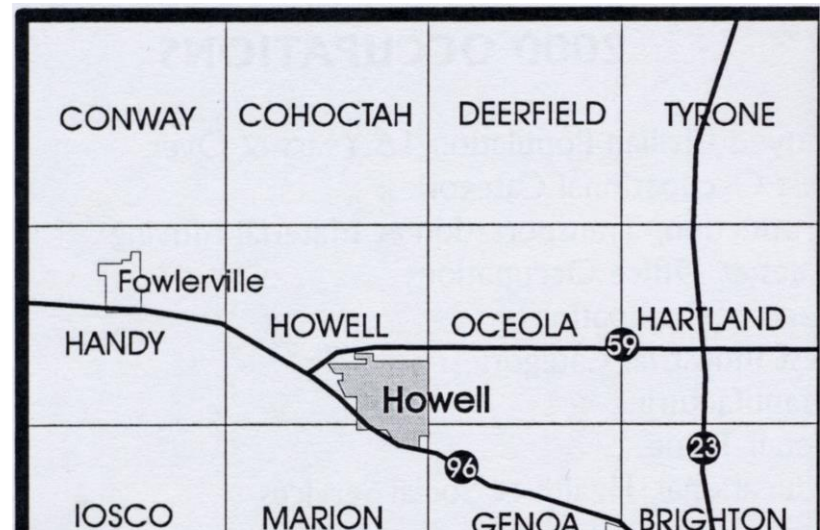 CONWAY
COHOCTAH
DEERFIELD
TYRONE
Fowlerville
HANDY
HOWELL
OCEOLA
59
HARTLAND
Howell
96
23
IOSCO
MARION
GENOA
BRIGHTON